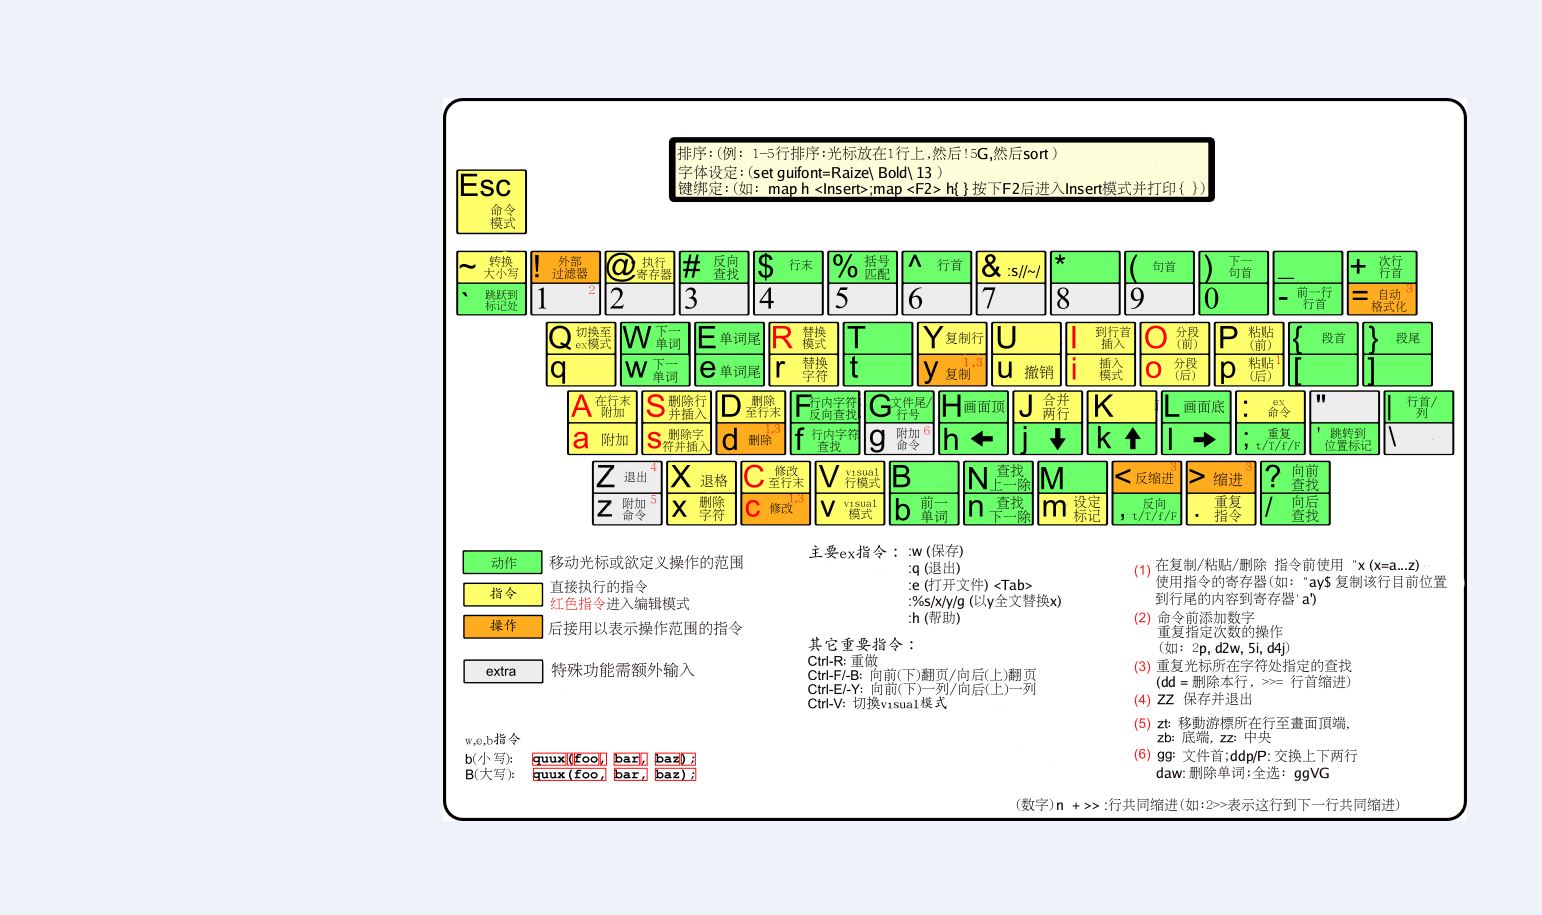 排序:(例: 1-5行排序:光标放在1行上,然后!5G,然后sort )
字体设定:(set guifont=Raize\ Bold\ 13 )
键绑定:(如: map h <Insert>;map <F2> h{ } 按下F2后进入Insert模式并打印{ })
Esc
命令
模式
~ 转换大小写
! 外部过滤器
@ 执行寄存器
# 反向查找
$ 行末
% 括号匹配
^ 行首
& :s//~/
*
( 句首
) 下一句首
_
+ 次行行首
` 跳跃到标记处
1 2
2
3
4
5
6
7
8
9
0
- 前一行行首
= 自动格式化 3
Q 切换至ex模式
W 下一单词
E 单词尾
R 替换模式
T
Y 复制行
U
I 到行首插入
O 分段(前)
P 粘贴(前)
{ 段首
} 段尾
q
w 下一单词
e 单词尾
r 替换字符
t
y 复制 1,3
u 撤销
i 插入模式
o 分段(后)
p 粘贴(后) 1
[
]
A 在行末附加
S 删除行并插入
D 删除至行末
F 行内字符反向查找
G 文件尾/行号
H 画面顶
J 合并两行
K
L 画面底
: ex命令
"
| 行首/列
a 附加
s 删除字符并插入
d 删除 1,3
f 行内字符查找
g 附加命令 6
h ←
j ↓
k ↑
l →
; 重复t/T/f/F
' 跳转到位置标记
\
Z 退出 4
X 退格
C 修改至行末
V visual行模式
B
N 查找上一除
M
< 反缩进 3
> 缩进 3
? 向前查找
z 附加命令 5
x 删除字符
c 修改 1,3
v visual模式
b 前一单词
n 查找下一除
m 设定标记
, 反向t/T/f/F
. 重复指令
/ 向后查找
动作 移动光标或欲定义操作的范围
指令 直接执行的指令
红色指令进入编辑模式
操作 后接用以表示操作范围的指令
extra 特殊功能需额外输入
w,e,b指令
b(小写): quux(foo, bar, baz);
B(大写): quux(foo, bar, baz);
主要ex指令: :w (保存)
:q (退出)
:e (打开文件) <Tab>
:%s/x/y/g (以y全文替换x)
:h (帮助)
其它重要指令:
Ctrl-R: 重做
Ctrl-F/-B: 向前(下)翻页/向后(上)翻页
Ctrl-E/-Y: 向前(下)一列/向后(上)一列
Ctrl-V: 切換visual模式
(1) 在复制/粘贴/删除 指令前使用 "x (x=a...z)
使用指令的寄存器(如: "ay$ 复制该行目前位置
到行尾的内容到寄存器'a')
(2) 命令前添加数字
重复指定次数的操作
(如: 2p, d2w, 5i, d4j)
(3) 重复光标所在字符处指定的查找
(dd = 删除本行, >>= 行首缩进)
(4) ZZ 保存并退出
(5) zt: 移動游標所在行至畫面頂端,
zb: 底端, zz: 中央
(6) gg: 文件首;ddp/P: 交换上下两行
daw: 删除单词;全选: ggVG
(数字)n + >> :行共同缩进(如:2>>表示这行到下一行共同缩进)